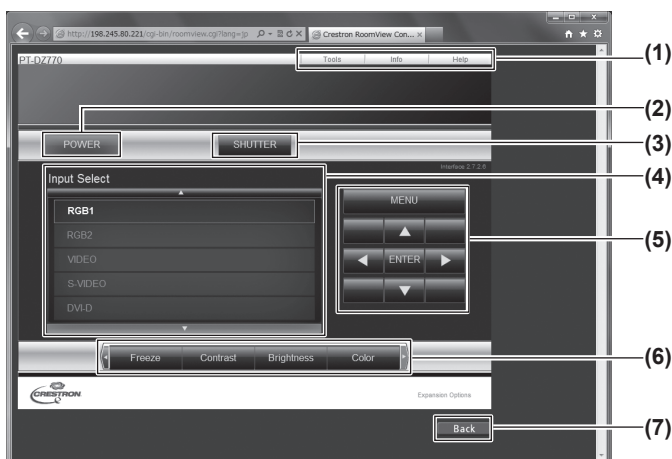 http://198.245.80.221/cgi-bin/roomview.cgi?lang=jp
Crestron RoomView Con...
PT-DZ770
Tools Info Help
(1)
(2)
POWER SHUTTER
(3)
Interface 2.7.2.6
(4)
Input Select
RGB1
RGB2
VIDEO
S-VIDEO
DVI-D
MENU
ENTER
(5)
Freeze Contrast Brightness Color
(6)
CRESTRON
Expansion Options
Back
(7)